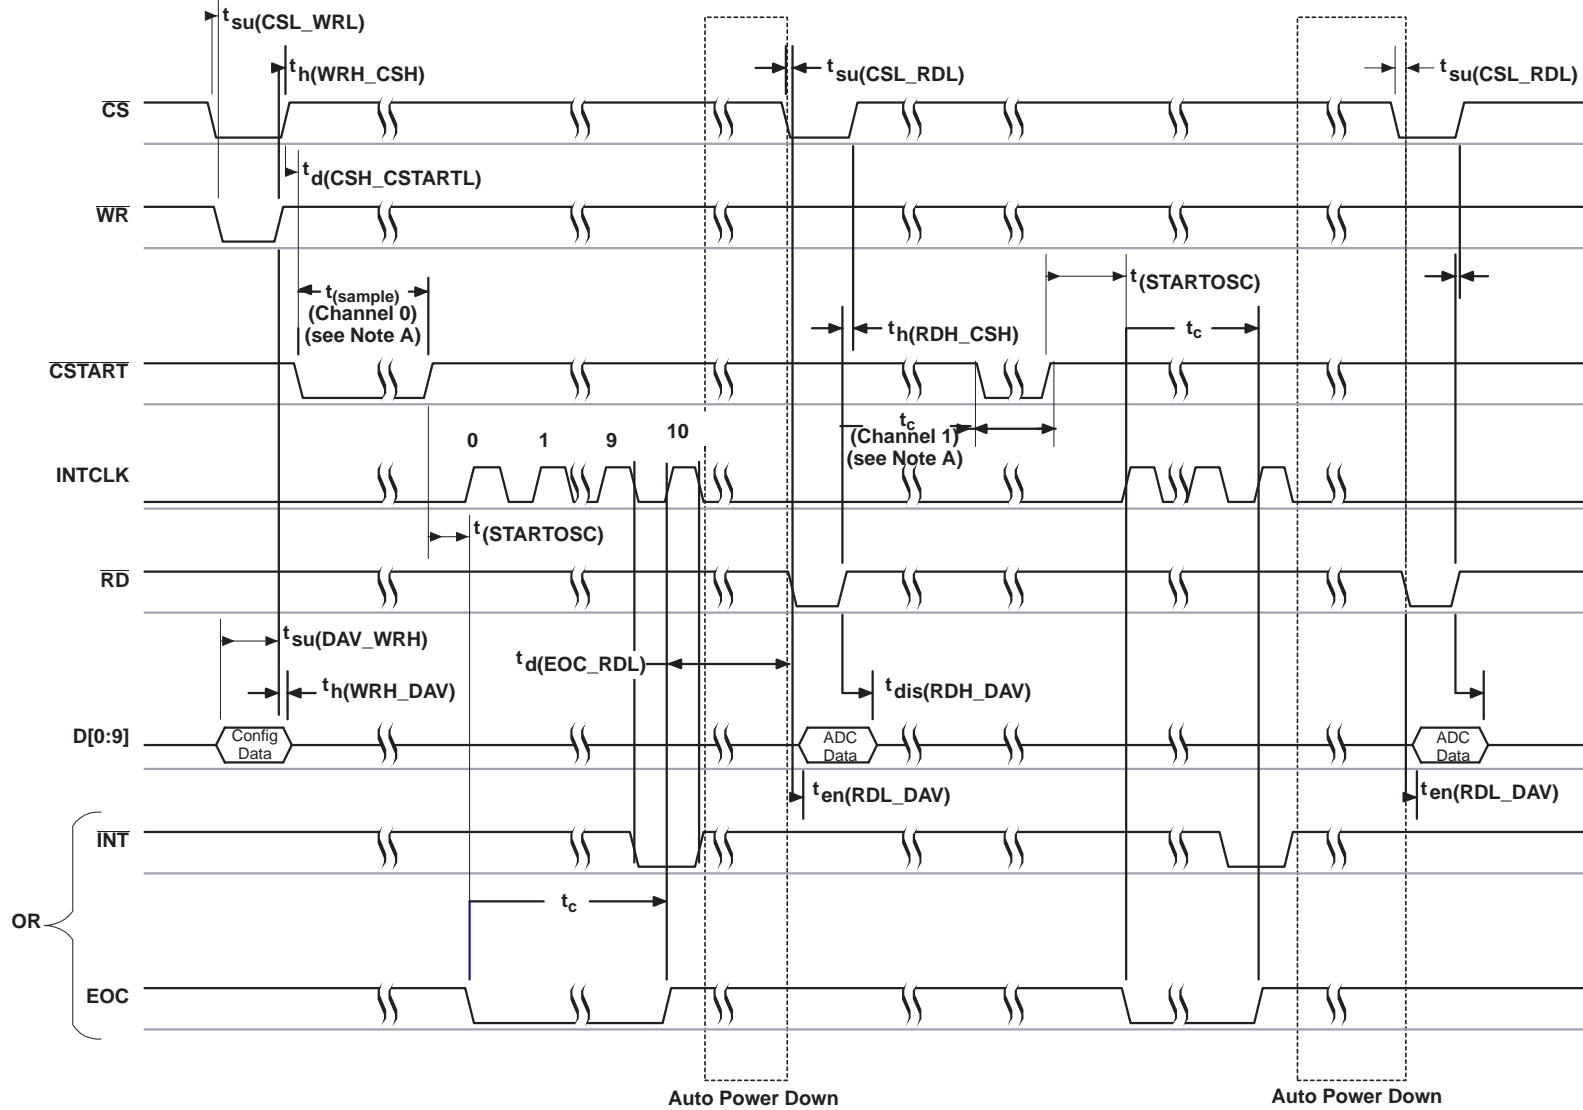 tsu(CSL_WRL)
th(WRH_CSH)
tsu(CSL_RDL)
tsu(CSL_RDL)
CS
td(CSH_CSTARTL)
WR
t(sample)
(Channel 0)
(see Note A)
t(STARTOSC)
th(RDH_CSH)
tc
CSTART
tc
(Channel 1)
(see Note A)
0 1 9 10
INTCLK
t(STARTOSC)
RD
tsu(DAV_WRH)
td(EOC_RDL)
th(WRH_DAV)
tdis(RDH_DAV)
D[0:9]
Config
Data
ADC
Data
ADC
Data
ten(RDL_DAV)
ten(RDL_DAV)
INT
OR
tc
EOC
Auto Power Down
Auto Power Down